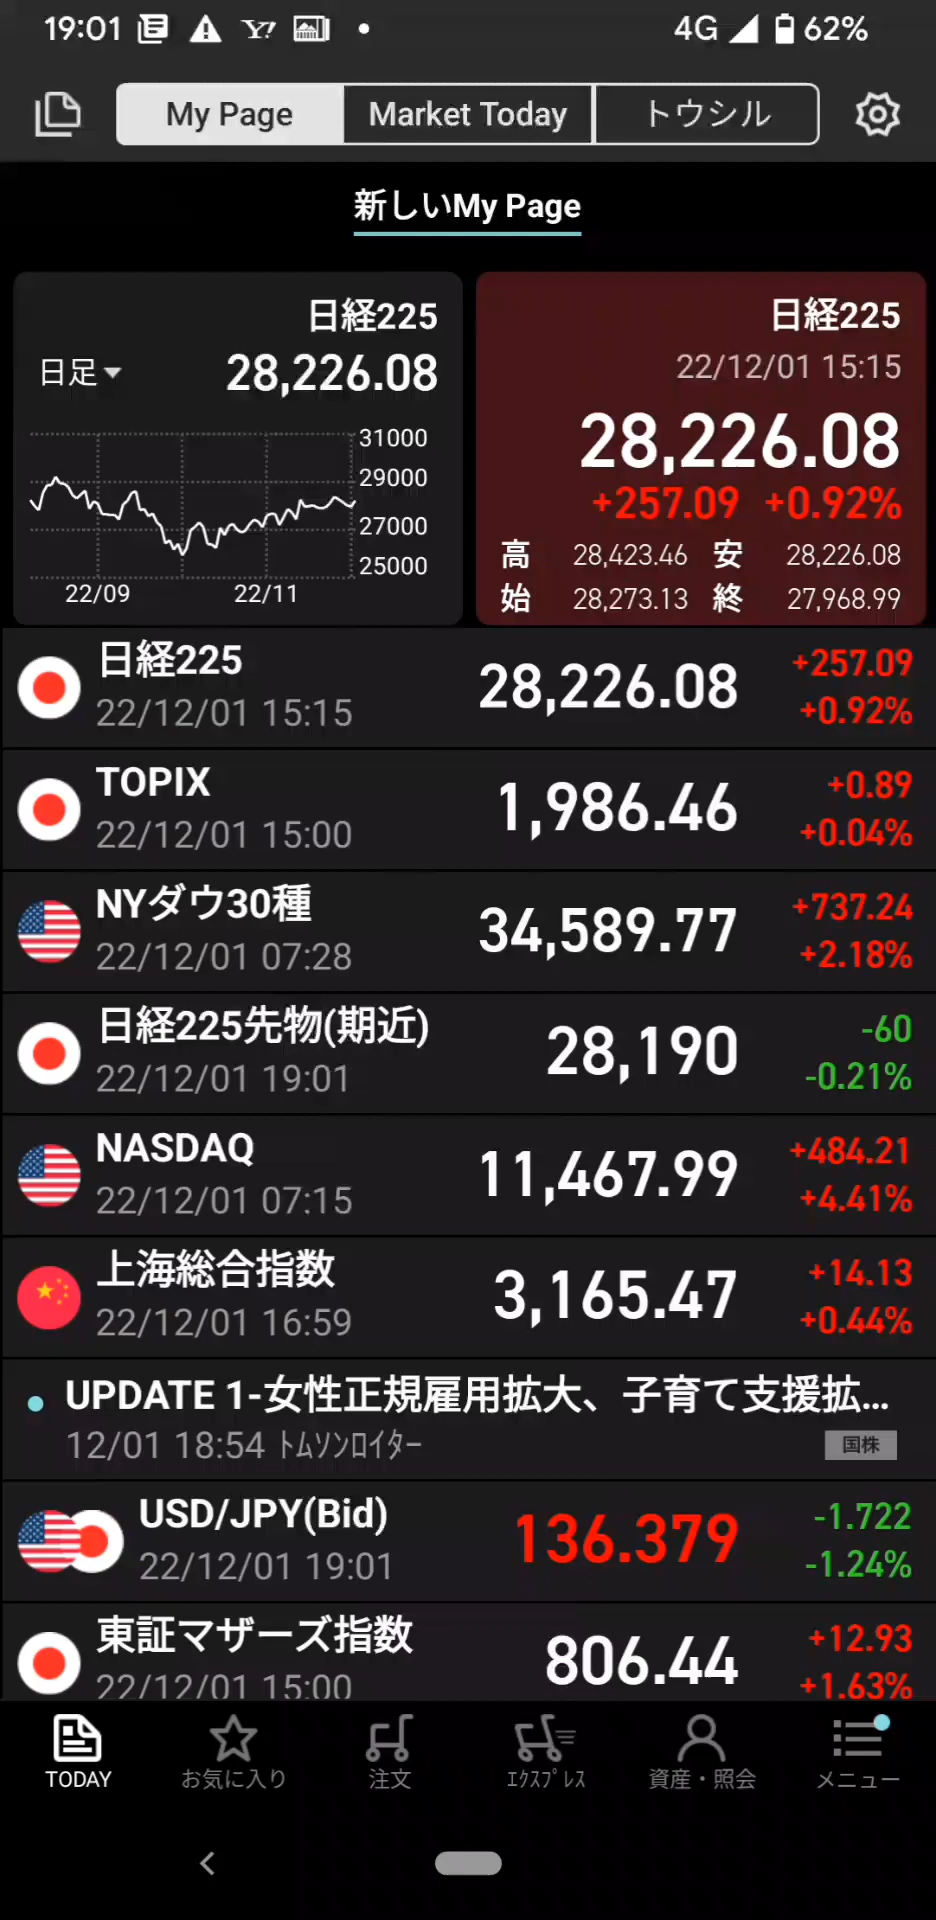 19:01 4G 62%
My Page Market Today トウシル
新しいMy Page
日経225
日足 28,226.08
31000
29000
27000
25000
22/09 22/11
日経225
22/12/01 15:15
28,226.08
+257.09 +0.92%
高 28,423.46 安 28,226.08
始 28,273.13 終 27,968.99
日経225 28,226.08 +257.09
22/12/01 15:15 +0.92%
TOPIX 1,986.46 +0.89
22/12/01 15:00 +0.04%
NYダウ30種 34,589.77 +737.24
22/12/01 07:28 +2.18%
日経225先物(期近) 28,190 -60
22/12/01 19:01 -0.21%
NASDAQ 11,467.99 +484.21
22/12/01 07:15 +4.41%
上海総合指数 3,165.47 +14.13
22/12/01 16:59 +0.44%
UPDATE 1-女性正規雇用拡大、子育て支援拡...
12/01 18:54 ﾄﾑｿﾝﾛｲﾀｰ 国株
USD/JPY(Bid) 136.379 -1.722
22/12/01 19:01 -1.24%
東証マザーズ指数 806.44 +12.93
22/12/01 15:00 +1.63%
TODAY お気に入り 注文 ｴｸｽﾌﾟﾚｽ 資産・照会 メニュー